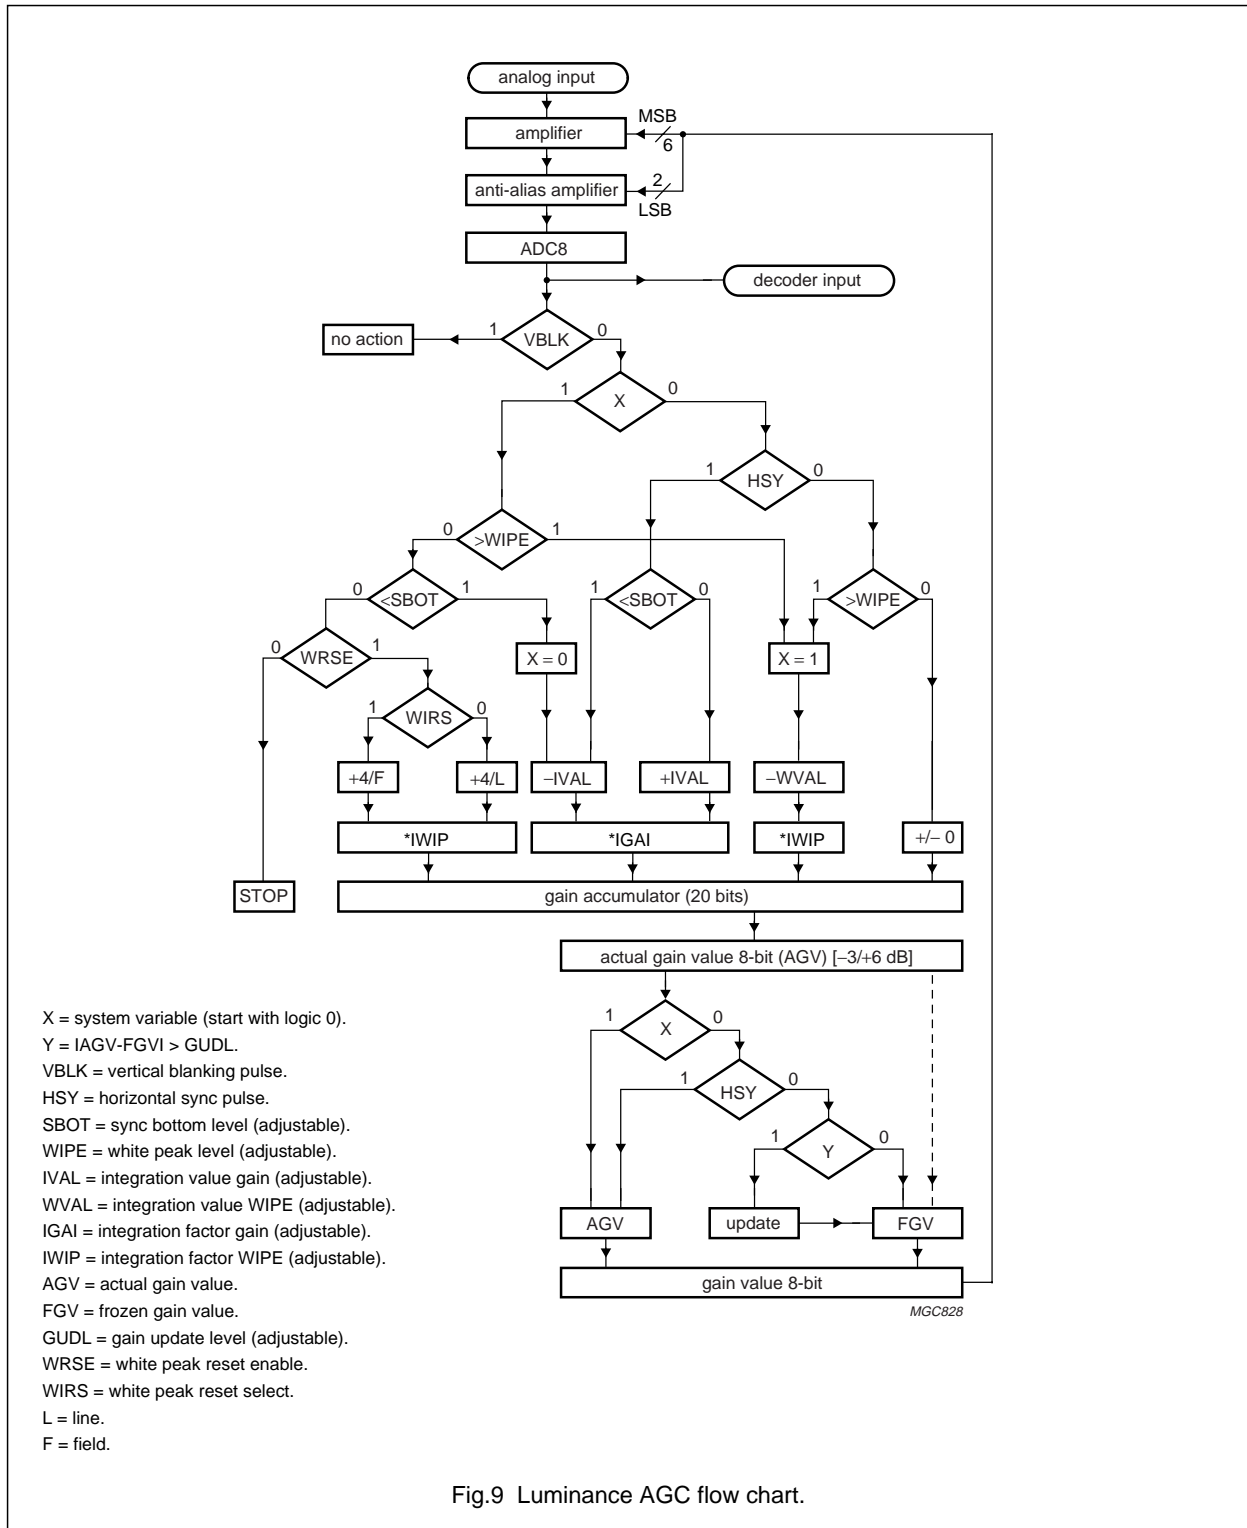 analog input
MSB
amplifier
6
2
anti-alias amplifier
LSB
ADC8
decoder input
1
0
no action
VBLK
1
0
X
1
0
HSY
0
1
>WIPE
0
1
1
0
1
0
<SBOT
<SBOT
>WIPE
0
1
WRSE
X = 0
X = 1
1
0
WIRS
+4/F
+4/L
−IVAL
+IVAL
−WVAL
*IWIP
*IGAI
*IWIP
+/− 0
STOP
gain accumulator (20 bits)
actual gain value 8-bit (AGV) [−3/+6 dB]
1
0
X
1
0
HSY
1
0
Y
AGV
update
FGV
gain value 8-bit
MGC828
X = system variable (start with logic 0).
Y = IAGV-FGVI > GUDL.
VBLK = vertical blanking pulse.
HSY = horizontal sync pulse.
SBOT = sync bottom level (adjustable).
WIPE = white peak level (adjustable).
IVAL = integration value gain (adjustable).
WVAL = integration value WIPE (adjustable).
IGAI = integration factor gain (adjustable).
IWIP = integration factor WIPE (adjustable).
AGV = actual gain value.
FGV = frozen gain value.
GUDL = gain update level (adjustable).
WRSE = white peak reset enable.
WIRS = white peak reset select.
L = line.
F = field.
Fig.9 Luminance AGC flow chart.